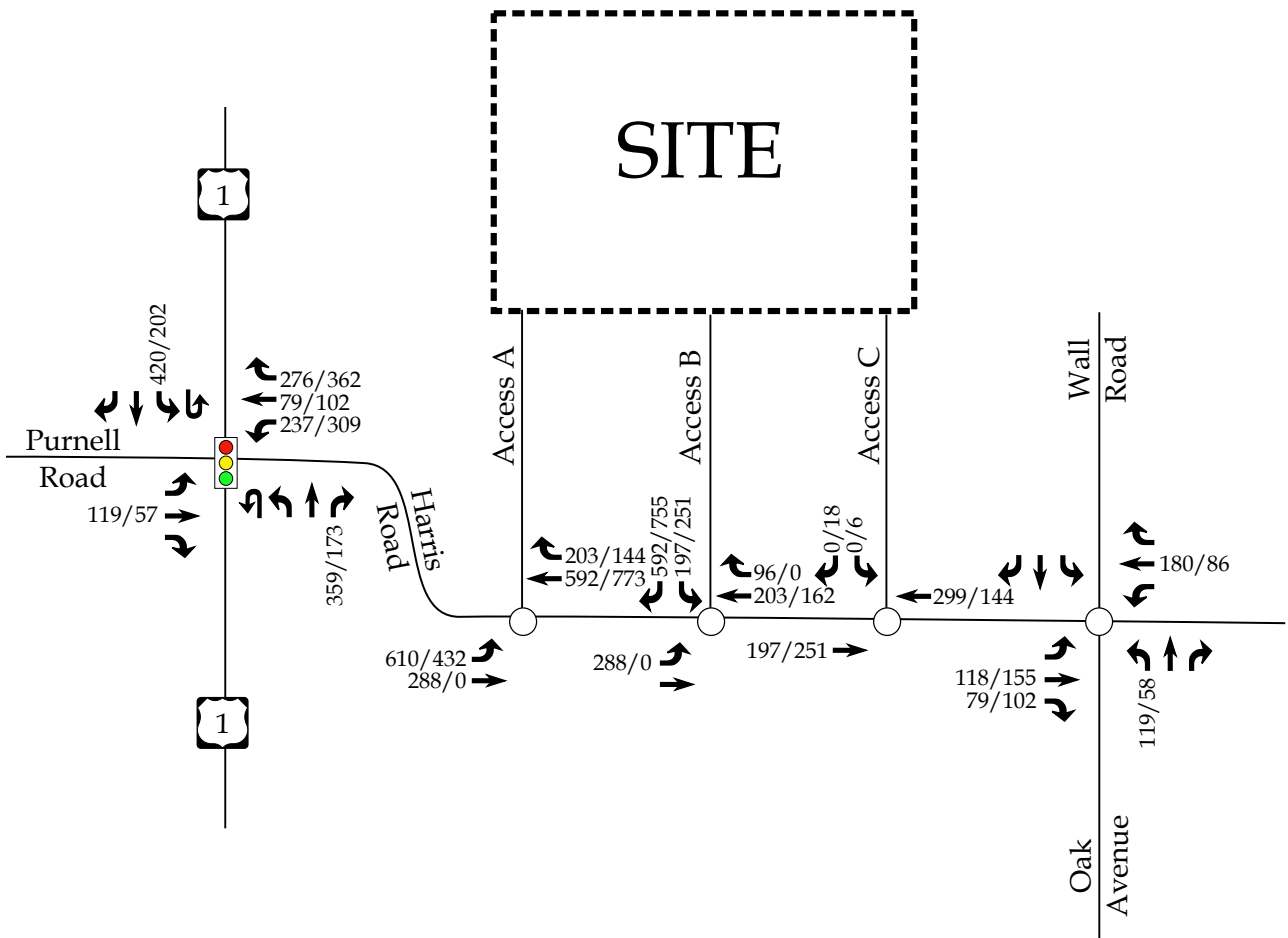 SITE
1
420/202
276/362
79/102
237/309
Purnell
Road
119/57
359/173
Harris
Road
Access A
Access B
Access C
Wall
Road
203/144
592/773
592/755
197/251
96/0
203/162
0/18
0/6
299/144
180/86
610/432
288/0
288/0
197/251
118/155
79/102
119/58
1
Oak
Avenue